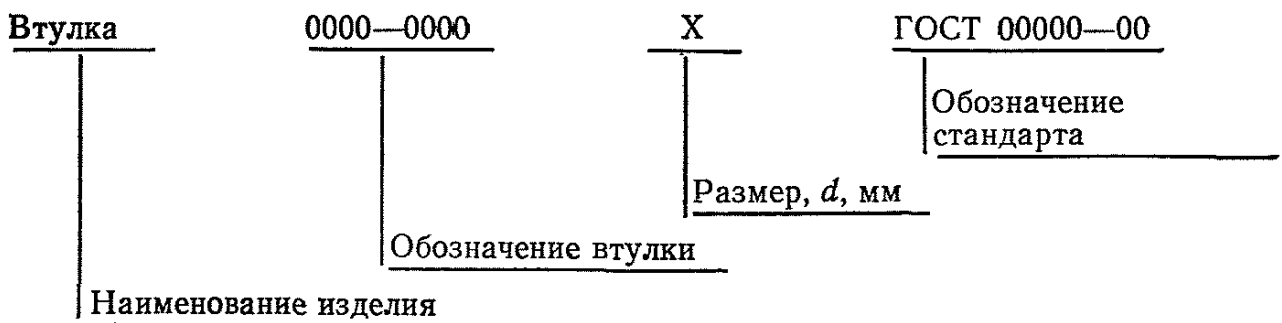 Втулка 0000—0000 X ГОСТ 00000—00
Обозначение
стандарта
Размер, d, мм
Обозначение втулки
Наименование изделия